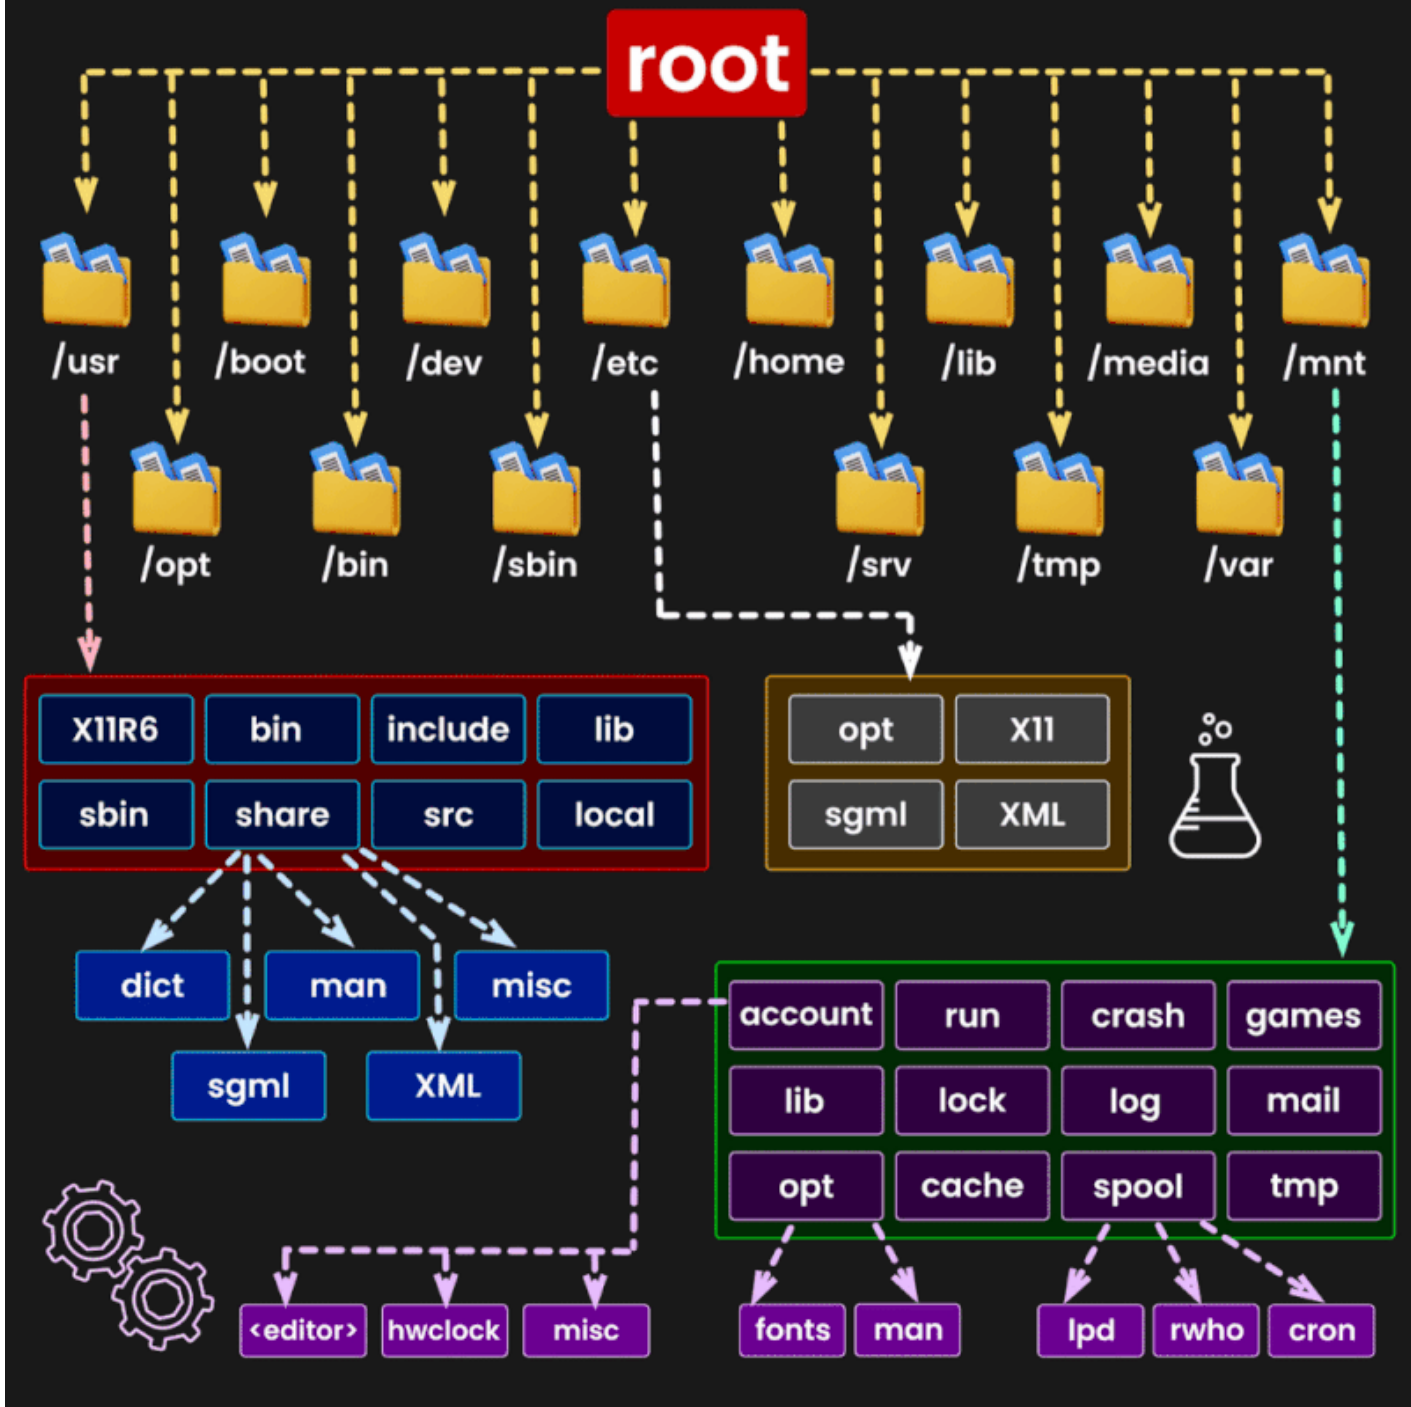 root
/usr
/boot
/dev
/etc
/home
/lib
/media
/mnt
/opt
/bin
/sbin
/srv
/tmp
/var
X11R6
bin
include
lib
sbin
share
src
local
opt
X11
sgml
XML
dict
man
misc
sgml
XML
account
run
crash
games
lib
lock
log
mail
opt
cache
spool
tmp
<editor>
hwclock
misc
fonts
man
lpd
rwho
cron